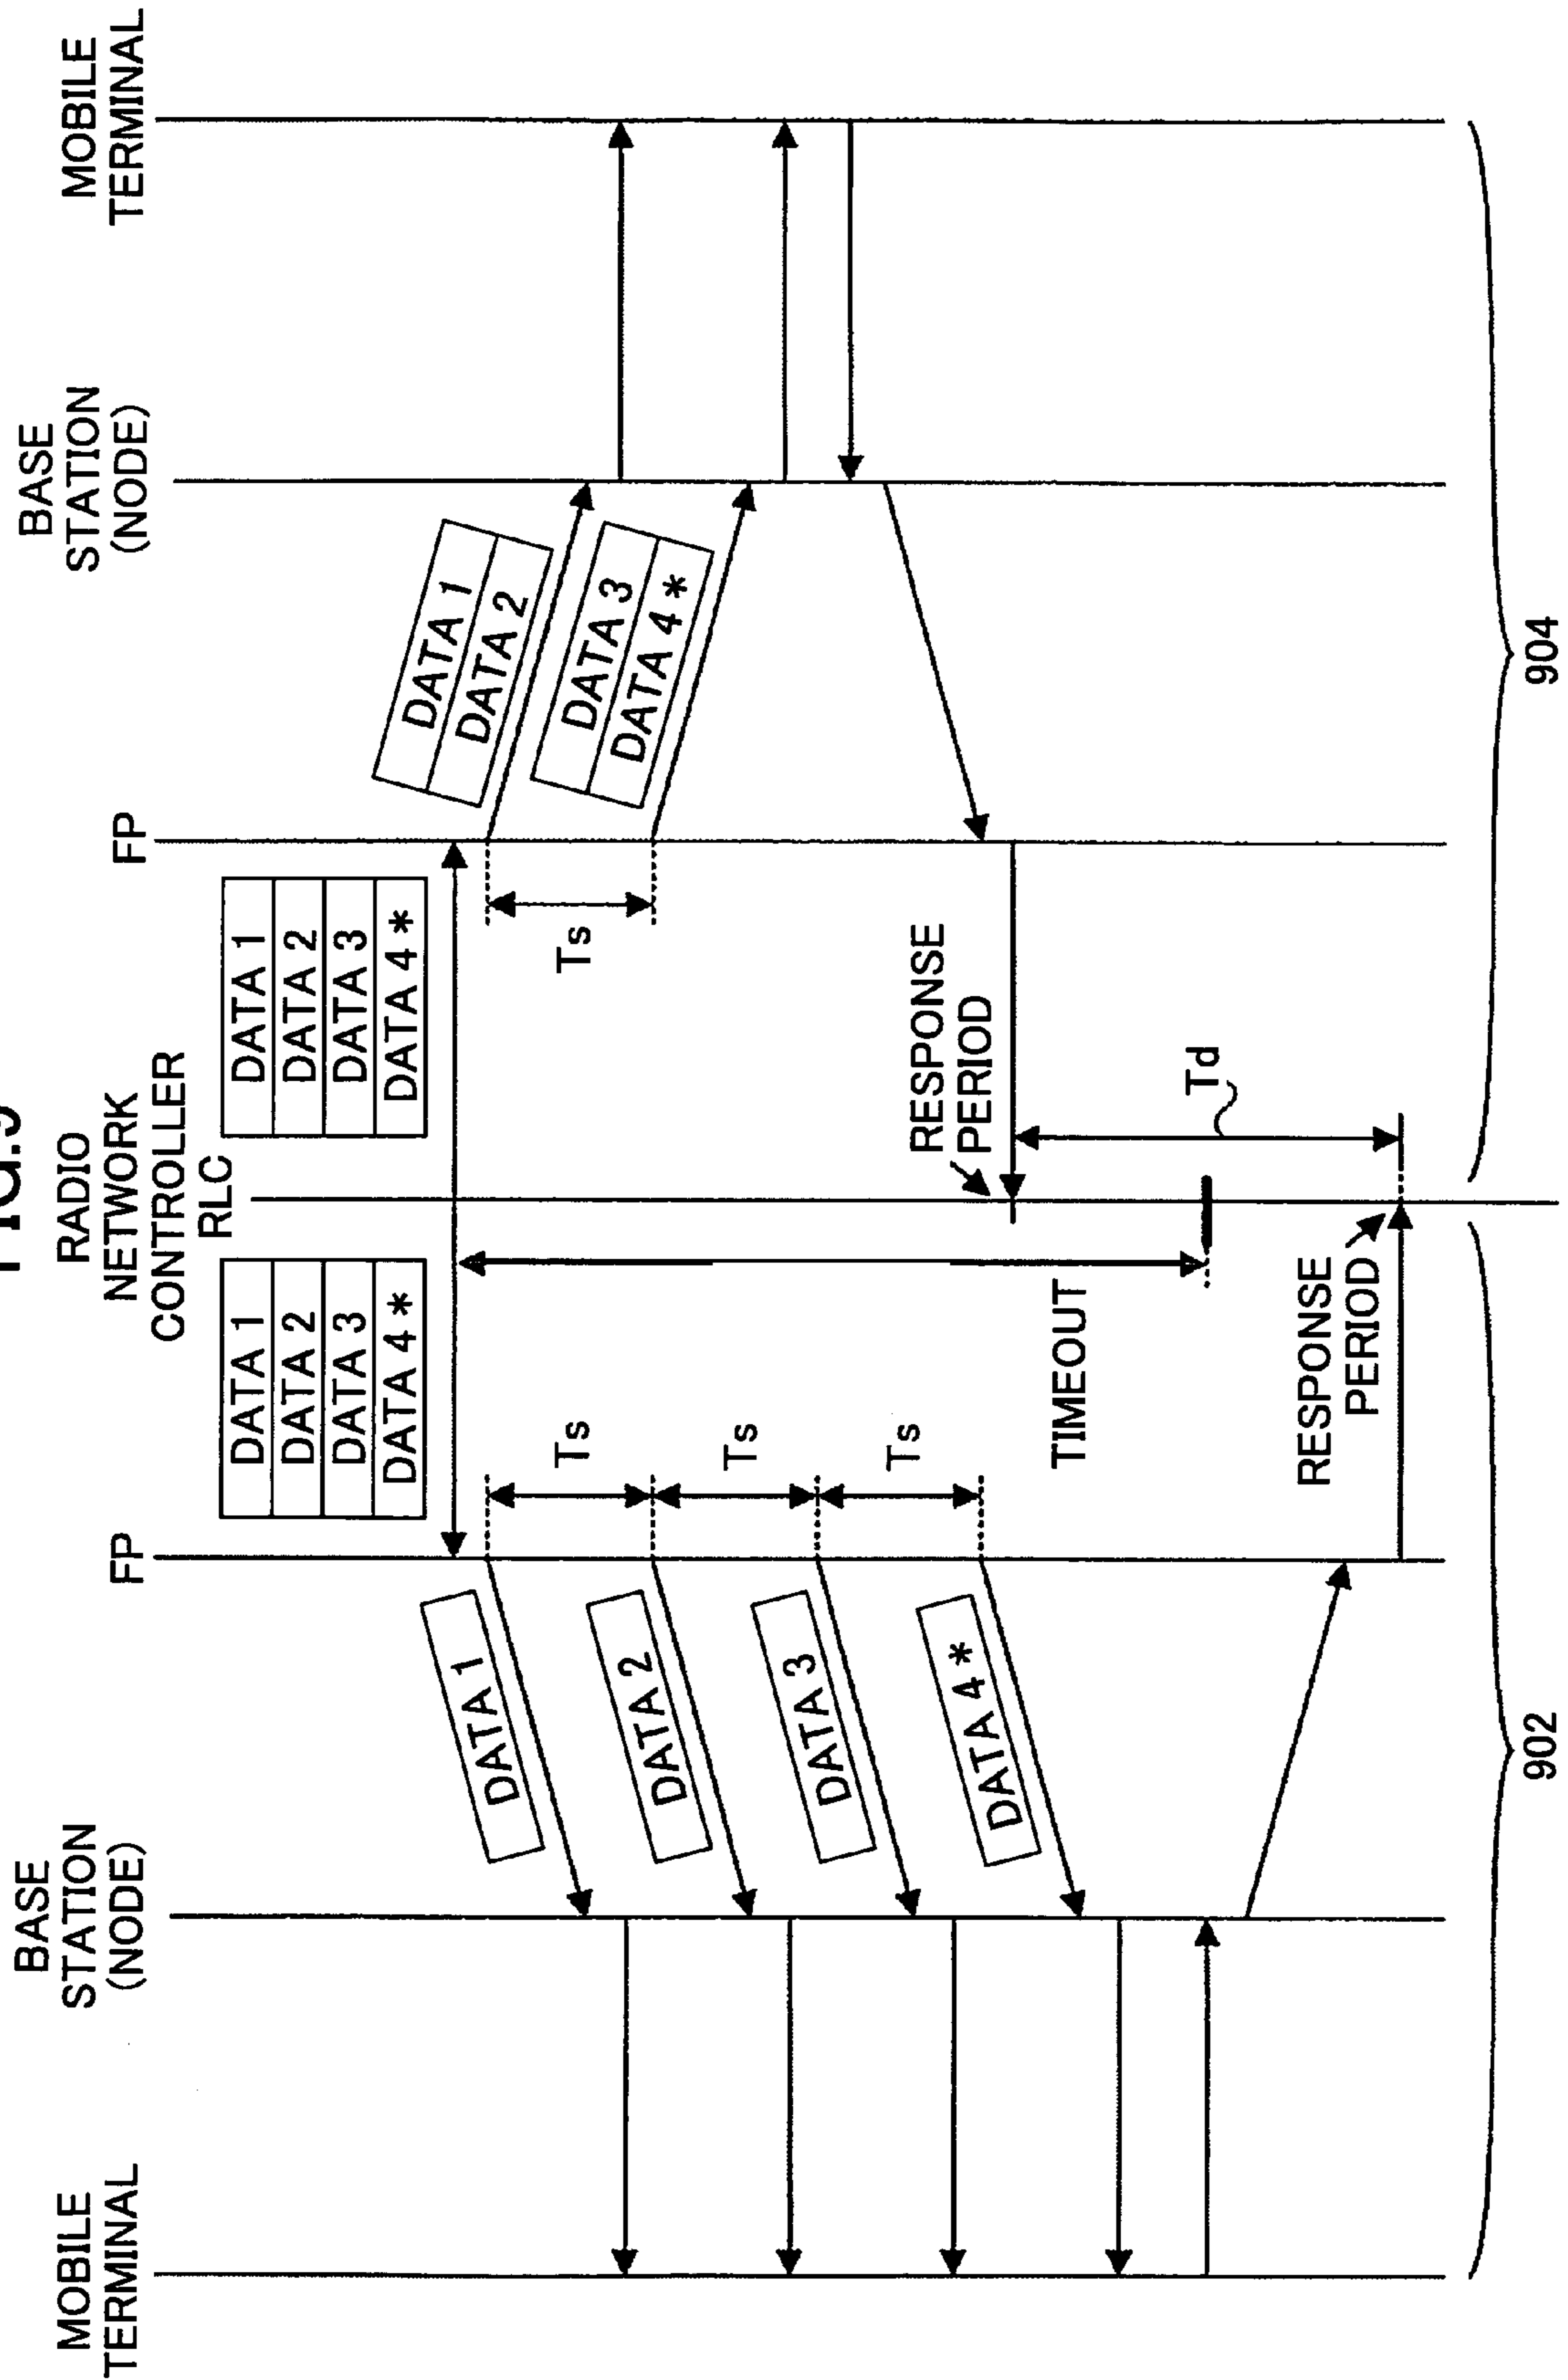 FIG.9
MOBILE
TERMINAL
BASE
STATION
(NODE)
FP
RADIO
NETWORK
CONTROLLER
RLC
FP
BASE
STATION
(NODE)
MOBILE
TERMINAL
DATA 1
DATA 2
DATA 3
DATA 4 *
DATA 1
DATA 2
DATA 3
DATA 4 *
DATA 1
DATA 2
DATA 3
DATA 4 *
Ts
Ts
Ts
TIMEOUT
RESPONSE
PERIOD
Ts
DATA 1
DATA 2
DATA 3
DATA 4 *
RESPONSE
PERIOD
Td
902
904